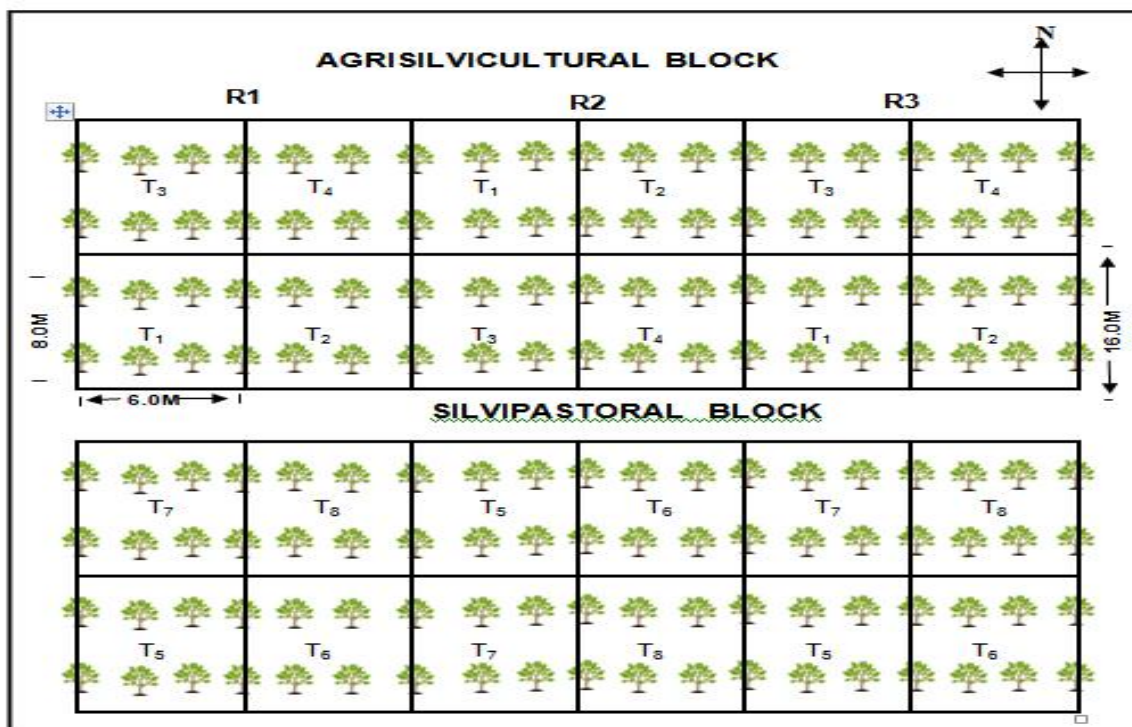 N
AGRISILVICULTURAL BLOCK
R1 R2 R3
T₃ T₄ T₁ T₂ T₃ T₄
8.0M
16.0M
T₁ T₂ T₃ T₄ T₁ T₂
6.0M
SILVIPASTORAL BLOCK
T₇ T₈ T₅ T₆ T₇ T₈
T₅ T₆ T₇ T₈ T₅ T₆